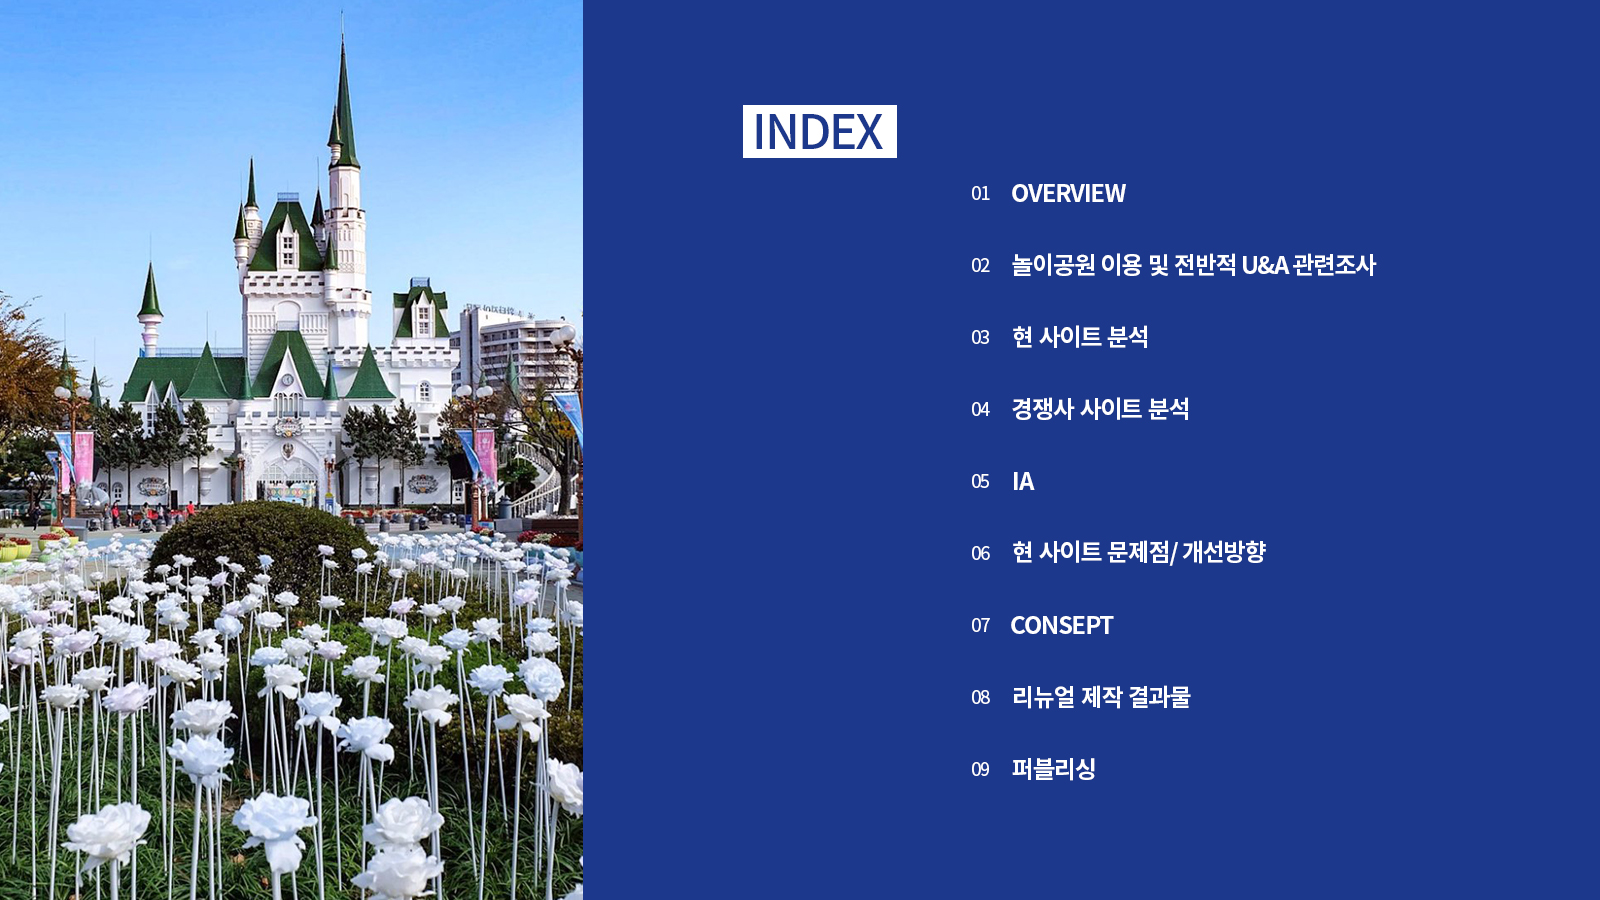 INDEX
01 OVERVIEW
02 놀이공원 이용 및 전반적 U&A 관련조사
03 현 사이트 분석
04 경쟁사 사이트 분석
05 IA
06 현 사이트 문제점/ 개선방향
07 CONSEPT
08 리뉴얼 제작 결과물
09 퍼블리싱